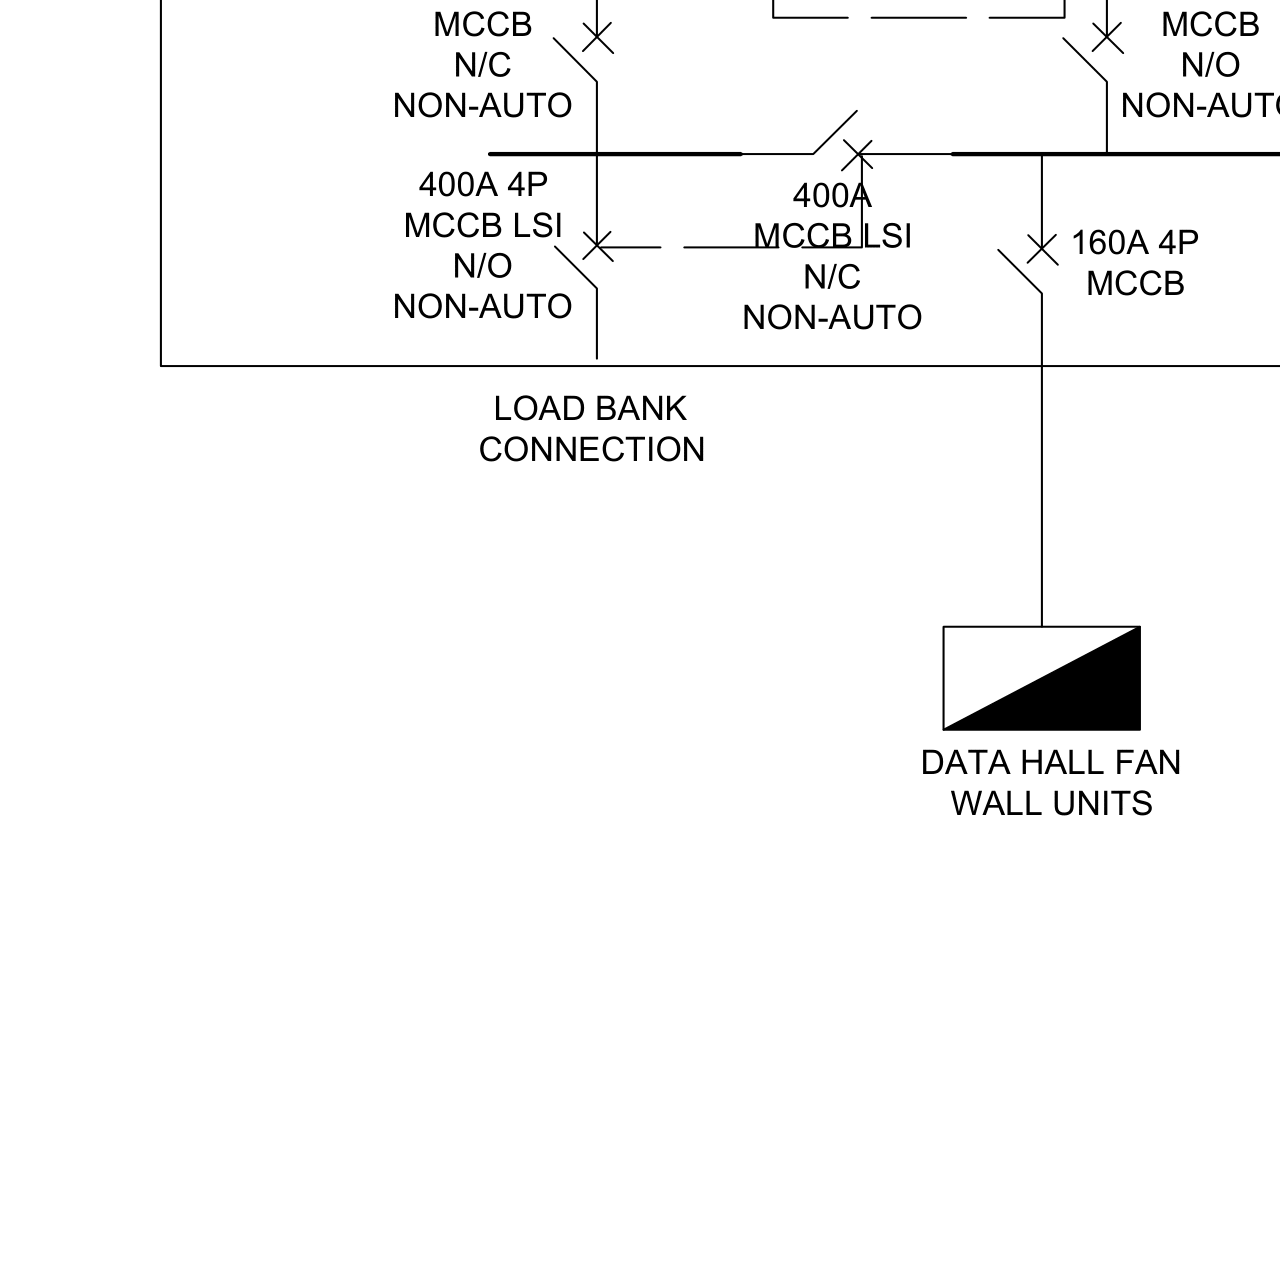 MCCB
N/C
NON-AUTO
MCCB
N/O
NON-AUTO
400A 4P
MCCB LSI
N/O
NON-AUTO
400A
MCCB LSI
N/C
NON-AUTO
160A 4P
MCCB
LOAD BANK
CONNECTION
DATA HALL FAN
WALL UNITS